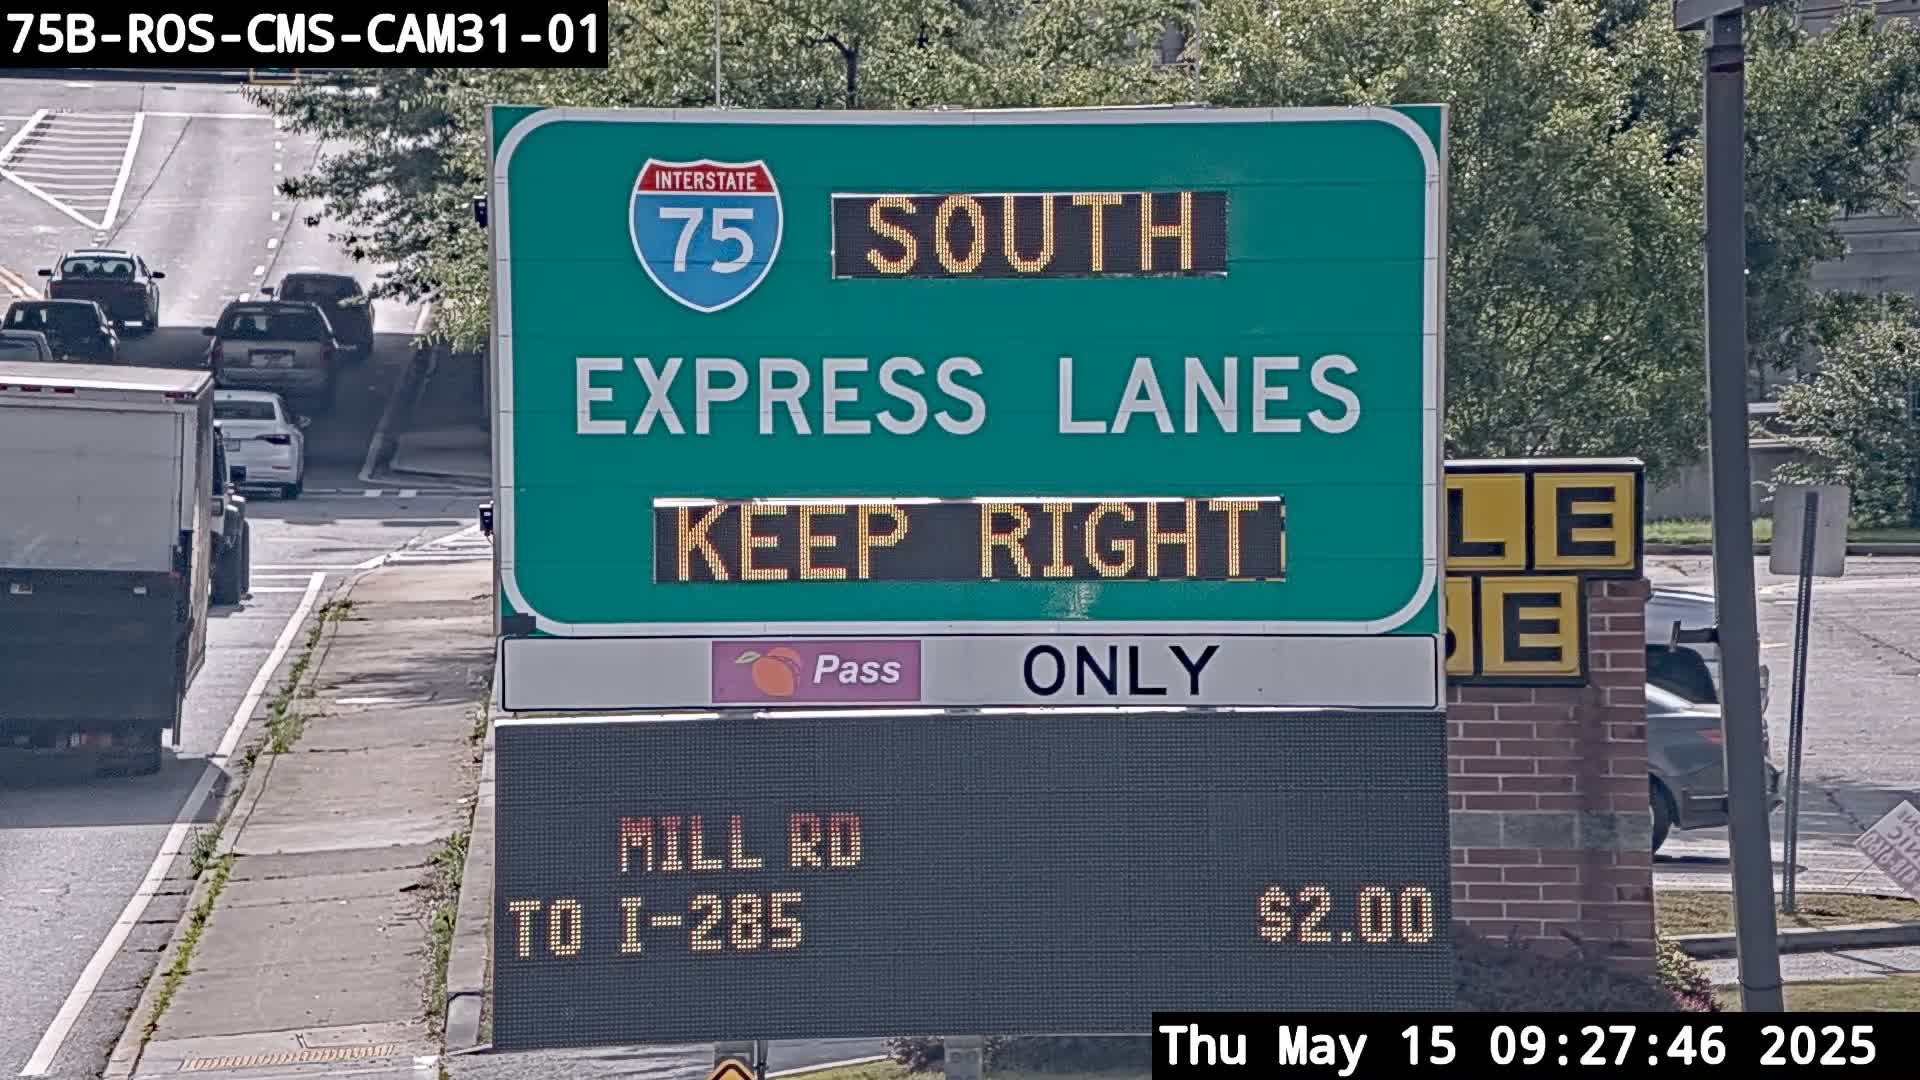 75B-ROS-CMS-CAM31-01
INTERSTATE
75
SOUTH
EXPRESS LANES
KEEP RIGHT
Pass ONLY
MILL RD
TO I-285 $2.00
LE
E
Thu May 15 09:27:46 2025